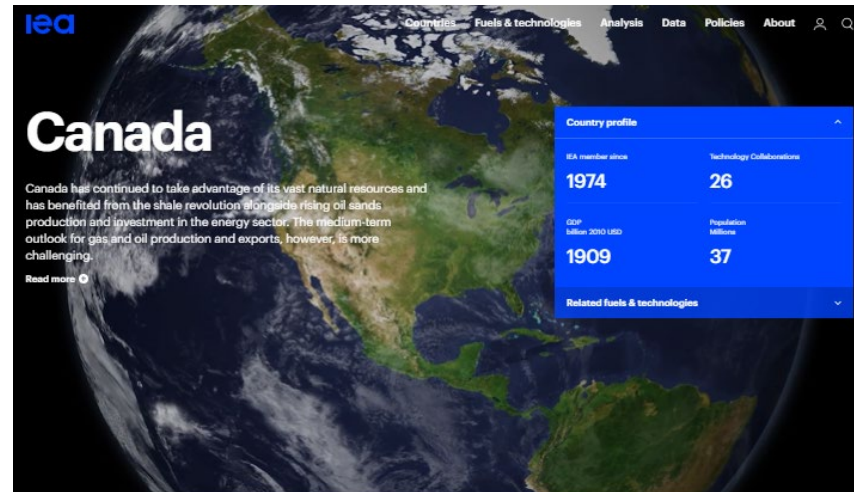 iea
Countries Fuels & technologies Analysis Data Policies About
Canada
Canada has continued to take advantage of its vast natural resources and
has benefited from the shale revolution alongside rising oil sands
production and investment in the energy sector. The medium-term
outlook for gas and oil production and exports, however, is more
challenging.
Read more
Country profile
IEA member since
1974
Technology Collaborations
26
GDP
billion 2010 USD
1909
Population
Millions
37
Related fuels & technologies